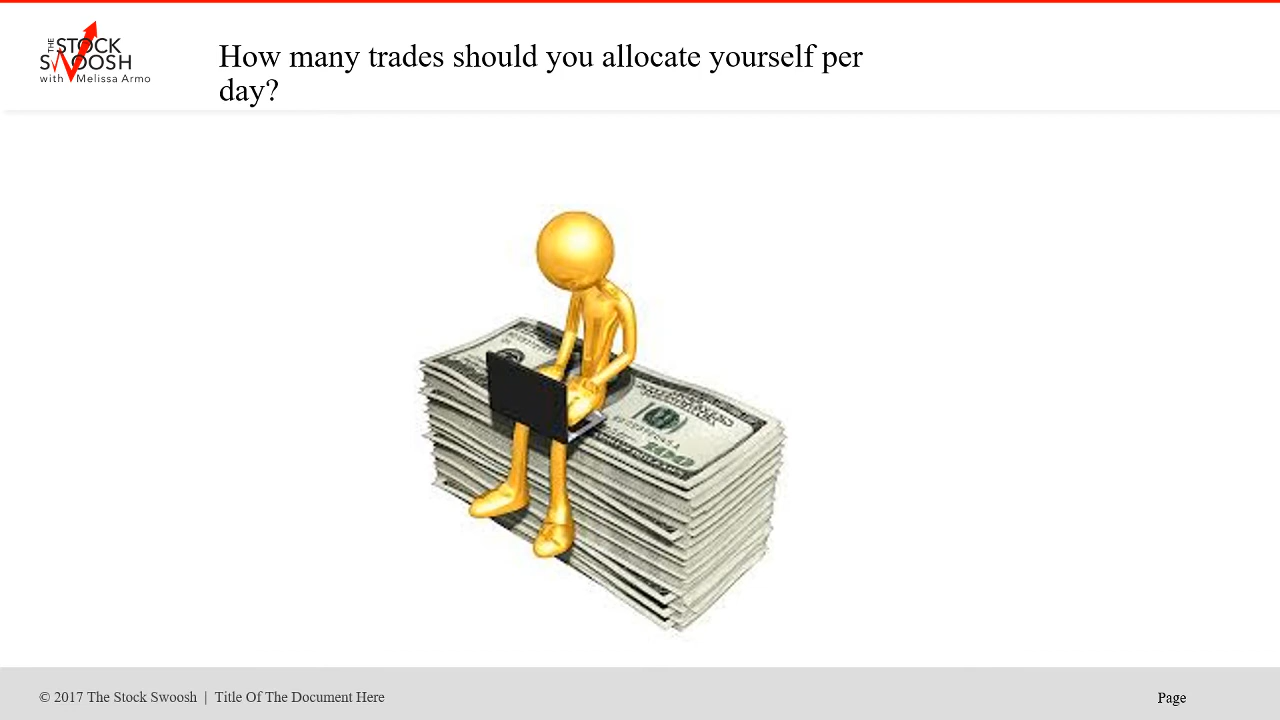 THE STOCK
SWOOSH
with Melissa Armo
How many trades should you allocate yourself per
day?
100
© 2017 The Stock Swoosh | Title Of The Document Here
Page